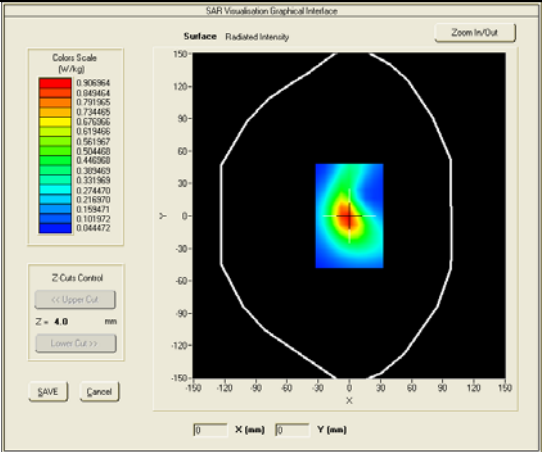 SAR Visualisation Graphical Interface
Surface Radiated Intensity
Zoom In/Out
Colors Scale
(W/kg)
0.906964
0.849464
0.791965
0.734465
0.676966
0.619466
0.561967
0.504468
0.446968
0.389469
0.331969
0.274470
0.216970
0.159471
0.101972
0.044472
Z-Cuts Control
<< Upper Cut
Z = 4.0 mm
Lower Cut >>
SAVE Cancel
150
120
90
60
30
0
-30
-60
-90
-120
-150
Y
-150 -120 -90 -60 -30 0 30 60 90 120 150
X
0 X (mm) 0 Y (mm)